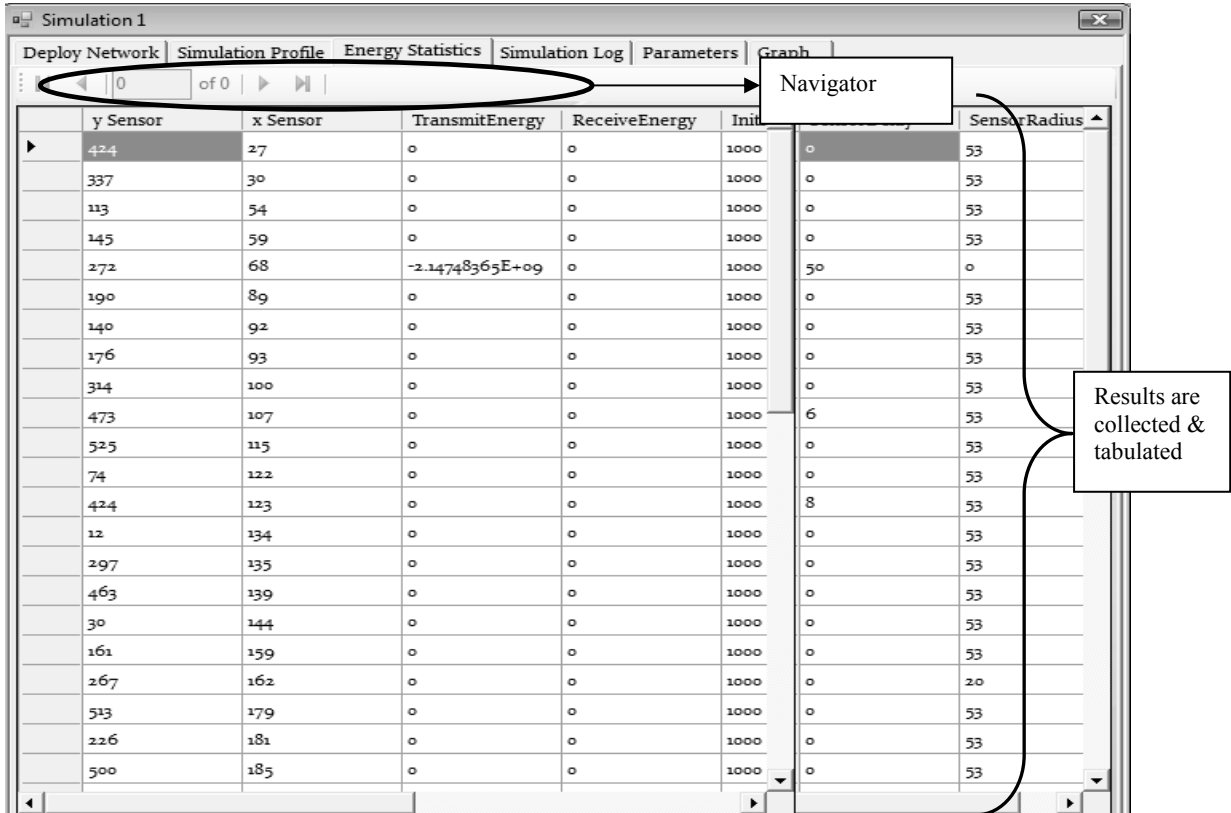 Simulation 1
Deploy Network Simulation Profile Energy Statistics Simulation Log Parameters Graph
0 of 0
Navigator
y Sensor x Sensor TransmitEnergy ReceiveEnergy SensorRadius
424 27 0 0 1000 0 53
337 30 0 0 1000 0 53
113 54 0 0 1000 0 53
145 59 0 0 1000 0 53
272 68 -2.14748365E+09 0 1000 50 0
190 89 0 0 1000 0 53
140 92 0 0 1000 0 53
176 93 0 0 1000 0 53
314 100 0 0 1000 0 53
473 107 0 0 1000 6 53
525 115 0 0 1000 0 53
74 122 0 0 1000 0 53
424 123 0 0 1000 8 53
12 134 0 0 1000 0 53
297 135 0 0 1000 0 53
463 139 0 0 1000 0 53
30 144 0 0 1000 0 53
161 159 0 0 1000 0 53
267 162 0 0 1000 0 20
513 179 0 0 1000 0 53
226 181 0 0 1000 0 53
500 185 0 0 1000 0 53
Results are
collected &
tabulated